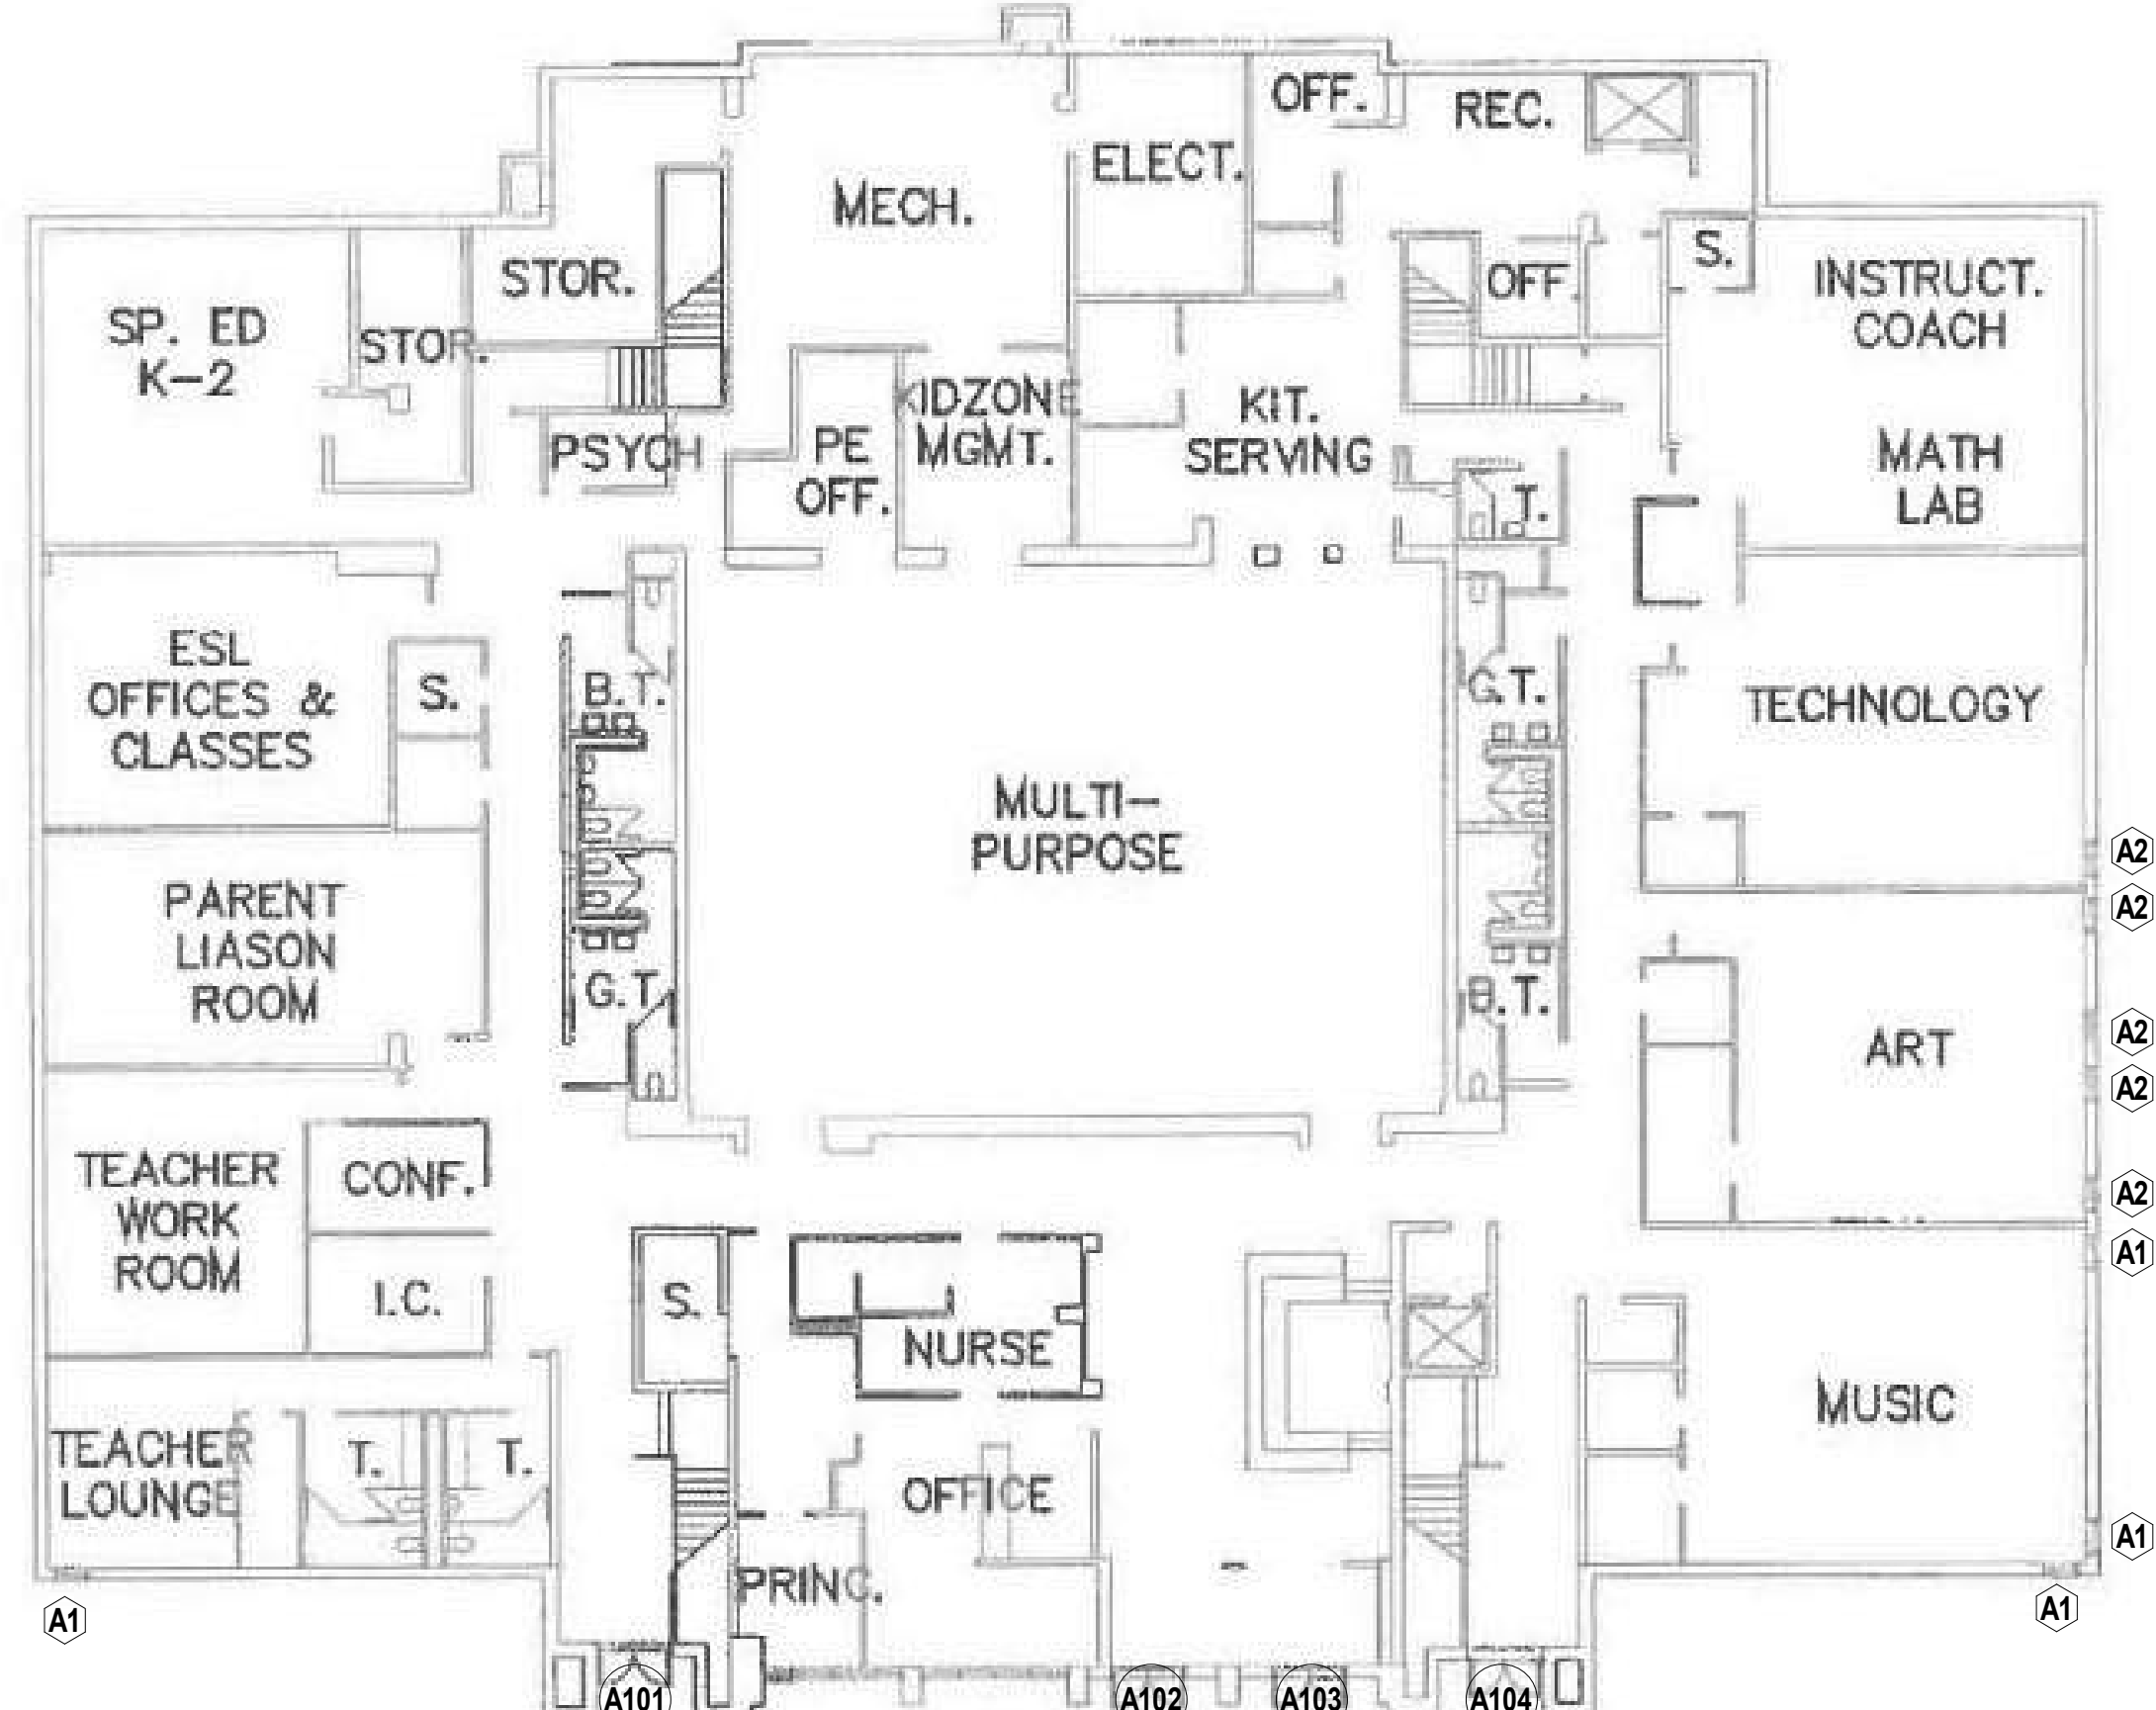 OFF.
REC.
ELECT.
MECH.
S.
STOR.
OFF.
INSTRUCT.
COACH
SP. ED
K-2
STOR.
KIDZONE
MGMT.
KIT.
SERVING
PSYCH
PE
OFF.
MATH
LAB
T.
ESL
OFFICES &
CLASSES
S.
B.T.
G.T.
TECHNOLOGY
MULTI-
PURPOSE
A2
A2
PARENT
LIASON
ROOM
G.T.
B.T.
ART
A2
A2
TEACHER
WORK
ROOM
CONF.
A2
A1
I.C.
S.
NURSE
MUSIC
TEACHER
LOUNGE
T.
T.
OFFICE
A1
PRINC.
A1
A1
A101
A102
A103
A104